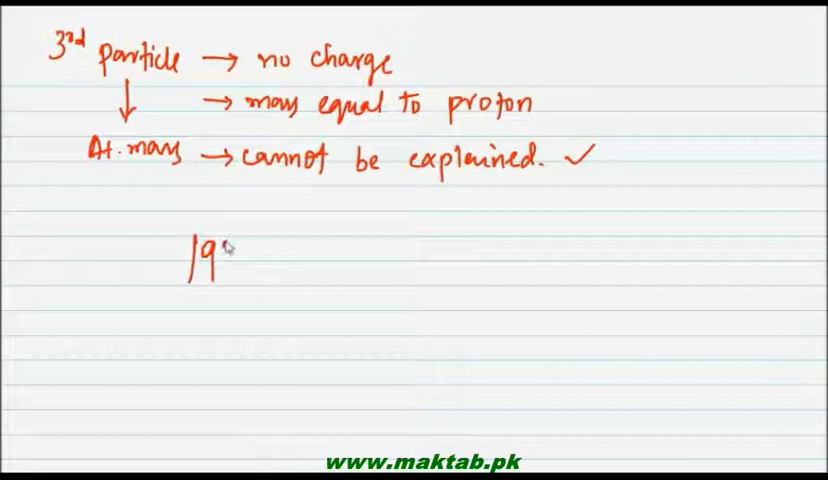 3rd particle → no charge
↓ → mass equal to proton
At. mass → cannot be explained. ✓
19
www.maktab.pk